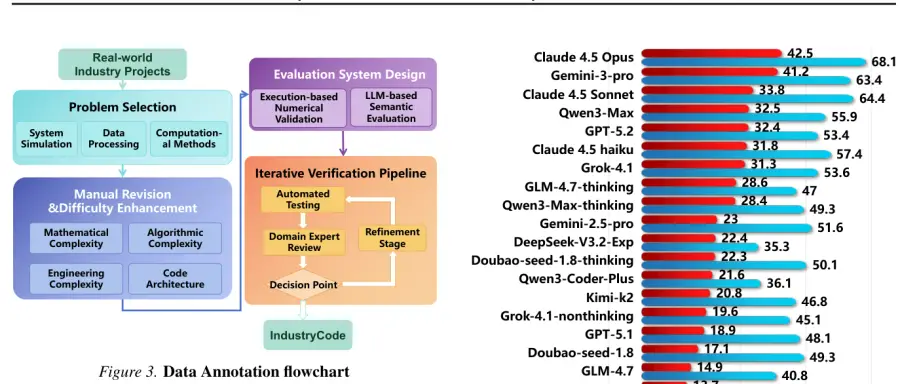 Real-world
Industry Projects
Problem Selection
System
Simulation
Data
Processing
Computation-
al Methods
Manual Revision
&Difficulty Enhancement
Mathematical
Complexity
Algorithmic
Complexity
Engineering
Complexity
Code
Architecture
Evaluation System Design
Execution-based
Numerical
Validation
LLM-based
Semantic
Evaluation
Iterative Verification Pipeline
Automated
Testing
Domain Expert
Review
Refinement
Stage
Decision Point
IndustryCode
Figure 3. Data Annotation flowchart
Claude 4.5 Opus 42.5 68.1
Gemini-3-pro 41.2 63.4
Claude 4.5 Sonnet 33.8 64.4
Qwen3-Max 32.5 55.9
GPT-5.2 32.4 53.4
Claude 4.5 haiku 31.8 57.4
Grok-4.1 31.3 53.6
GLM-4.7-thinking 28.6 47
Qwen3-Max-thinking 28.4 49.3
Gemini-2.5-pro 23 51.6
DeepSeek-V3.2-Exp 22.4 35.3
Doubao-seed-1.8-thinking 22.3 50.1
Qwen3-Coder-Plus 21.6 36.1
Kimi-k2 20.8 46.8
Grok-4.1-nonthinking 19.6 45.1
GPT-5.1 18.9 48.1
Doubao-seed-1.8 17.1 49.3
GLM-4.7 14.9 40.8